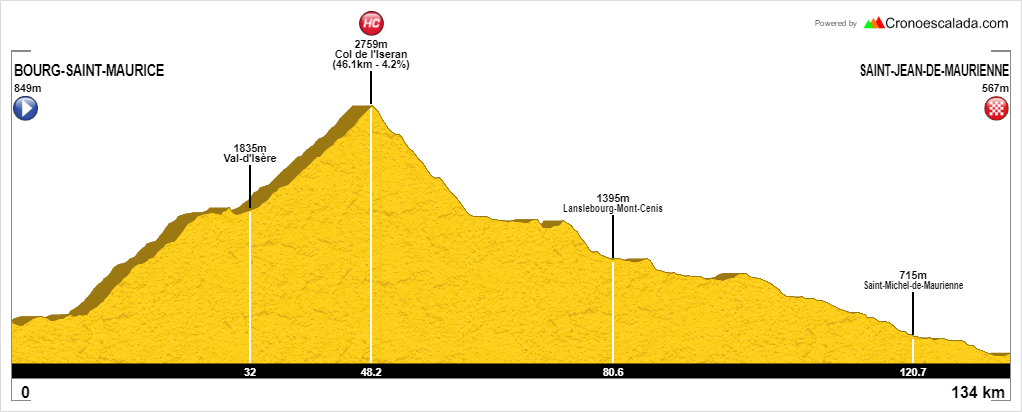 Powered by Cronoescalada.com
HC
2759m
Col de l'Iseran
(46.1km - 4.2%)
BOURG-SAINT-MAURICE
849m
SAINT-JEAN-DE-MAURIENNE
567m
1835m
Val-d'Isère
1395m
Lanslebourg-Mont-Cenis
715m
Saint-Michel-de-Maurienne
32
48.2
80.6
120.7
0
134 km